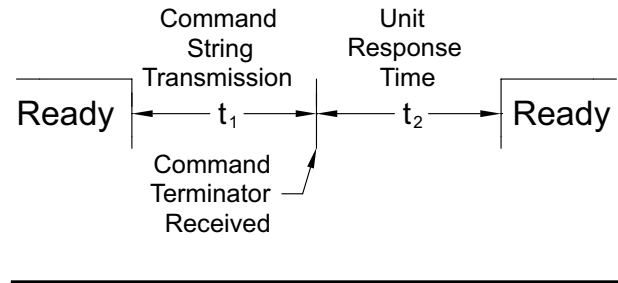 Command
String
Transmission
Unit
Response
Time
Ready
t₁
t₂
Ready
Command
Terminator
Received